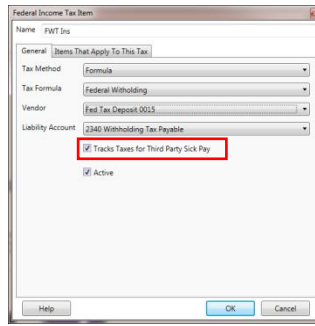 Federal Income Tax Item
Name FWT Ins
General Items That Apply To This Tax
Tax Method Formula
Tax Formula Federal Witholding
Vendor Fed Tax Deposit 0015
Liability Account 2340 Withholding Tax Payable
Tracks Taxes for Third Party Sick Pay
Active
Help OK Cancel